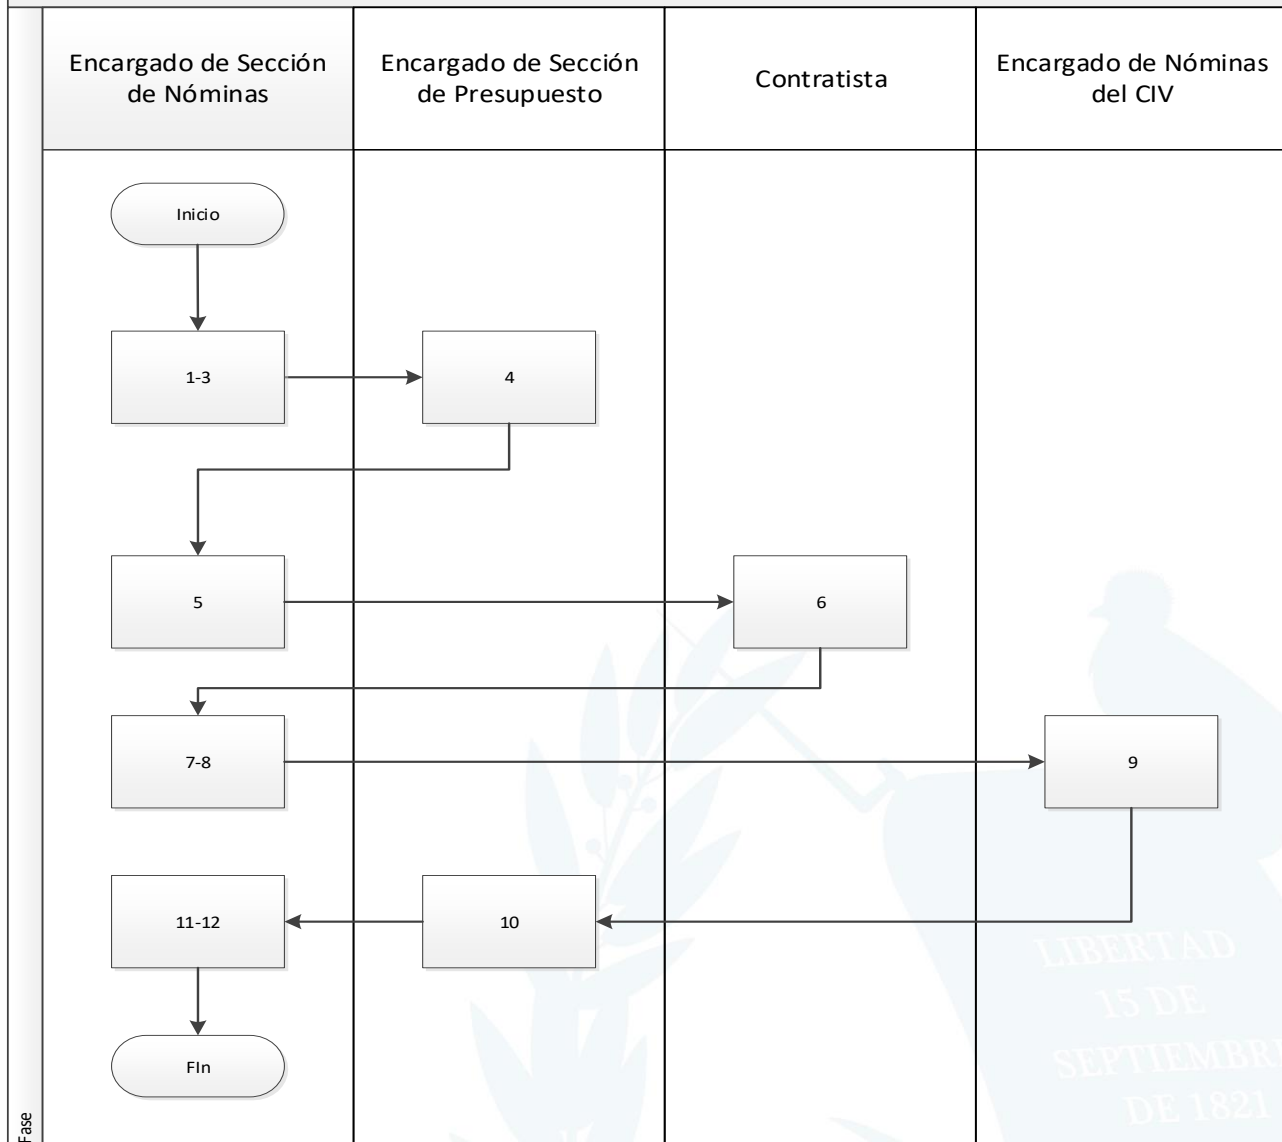 Encargado de Sección
de Nóminas
Encargado de Sección
de Presupuesto
Contratista
Encargado de Nóminas
del CIV
Inicio
1-3
4
5
6
7-8
9
11-12
10
FIn
Fase
LIBERTAD
15 DE
SEPTIEMBRE
DE 1821